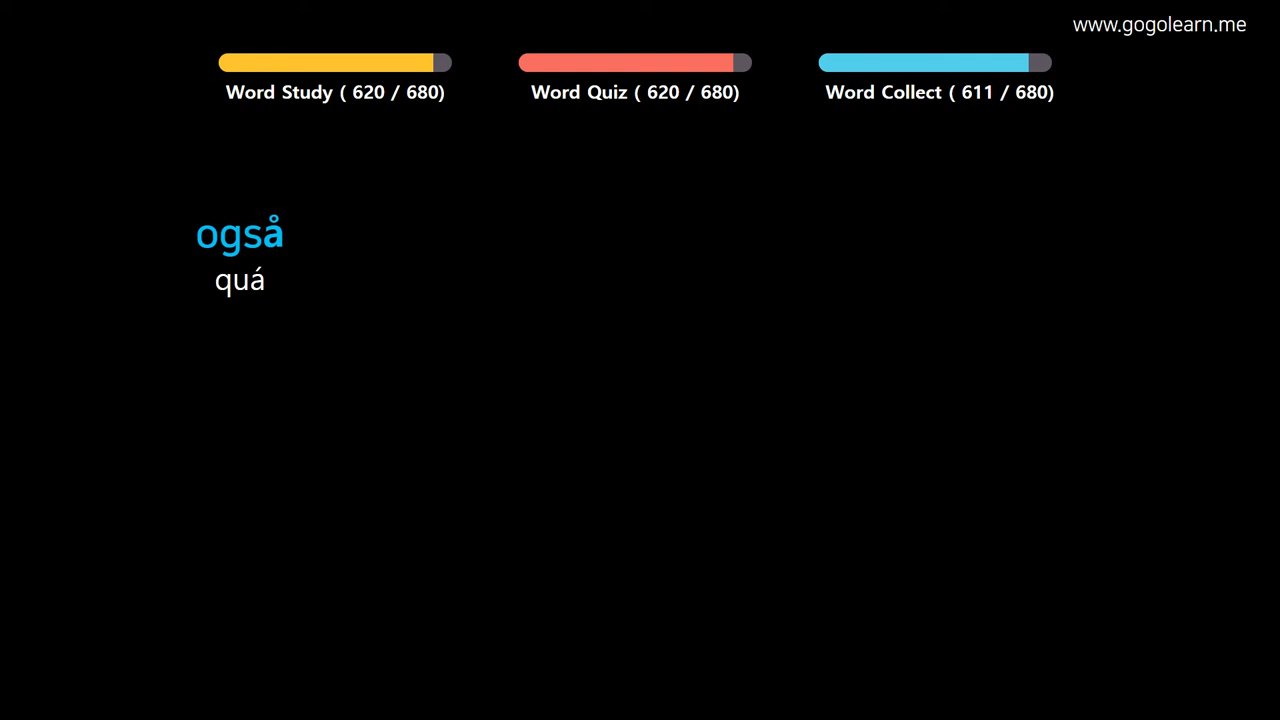 www.gogolearn.me
Word Study ( 620 / 680)
Word Quiz ( 620 / 680)
Word Collect ( 611 / 680)
også
quá